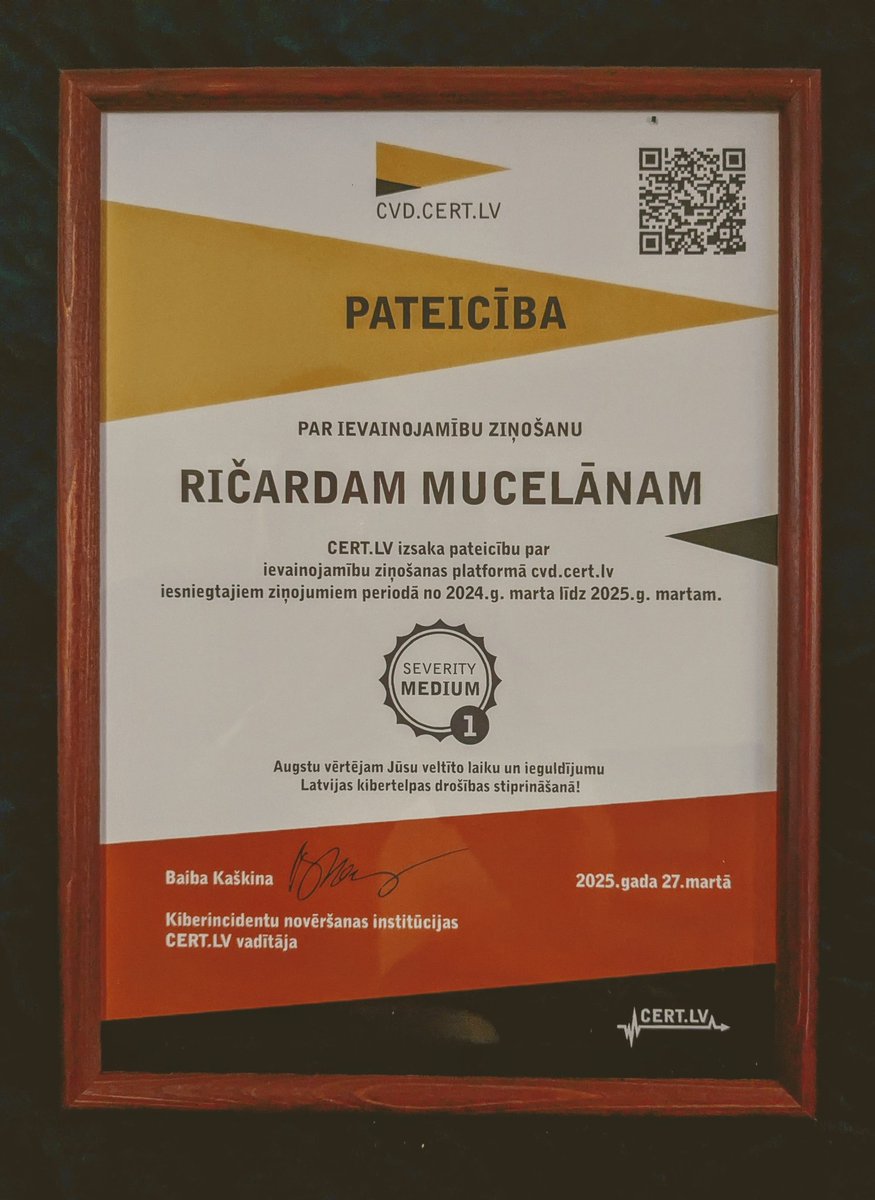 CVD.CERT.LV
PATEICĪBA
PAR IEVAINOJAMĪBU ZIŅOŠANU
RIČARDAM MUCELĀNAM
CERT.LV izsaka pateicību par
ievainojamību ziņošanas platformā cvd.cert.lv
iesniegtajiem ziņojumiem periodā no 2024.g. marta līdz 2025.g. martam.
SEVERITY
MEDIUM
1
Augstu vērtējam Jūsu veltīto laiku un ieguldījumu
Latvijas kibertelpas drošības stiprināšanā!
Baiba Kaškina
2025.gada 27.martā
Kiberincidentu novēršanas institūcijas
CERT.LV vadītāja
CERT.LV